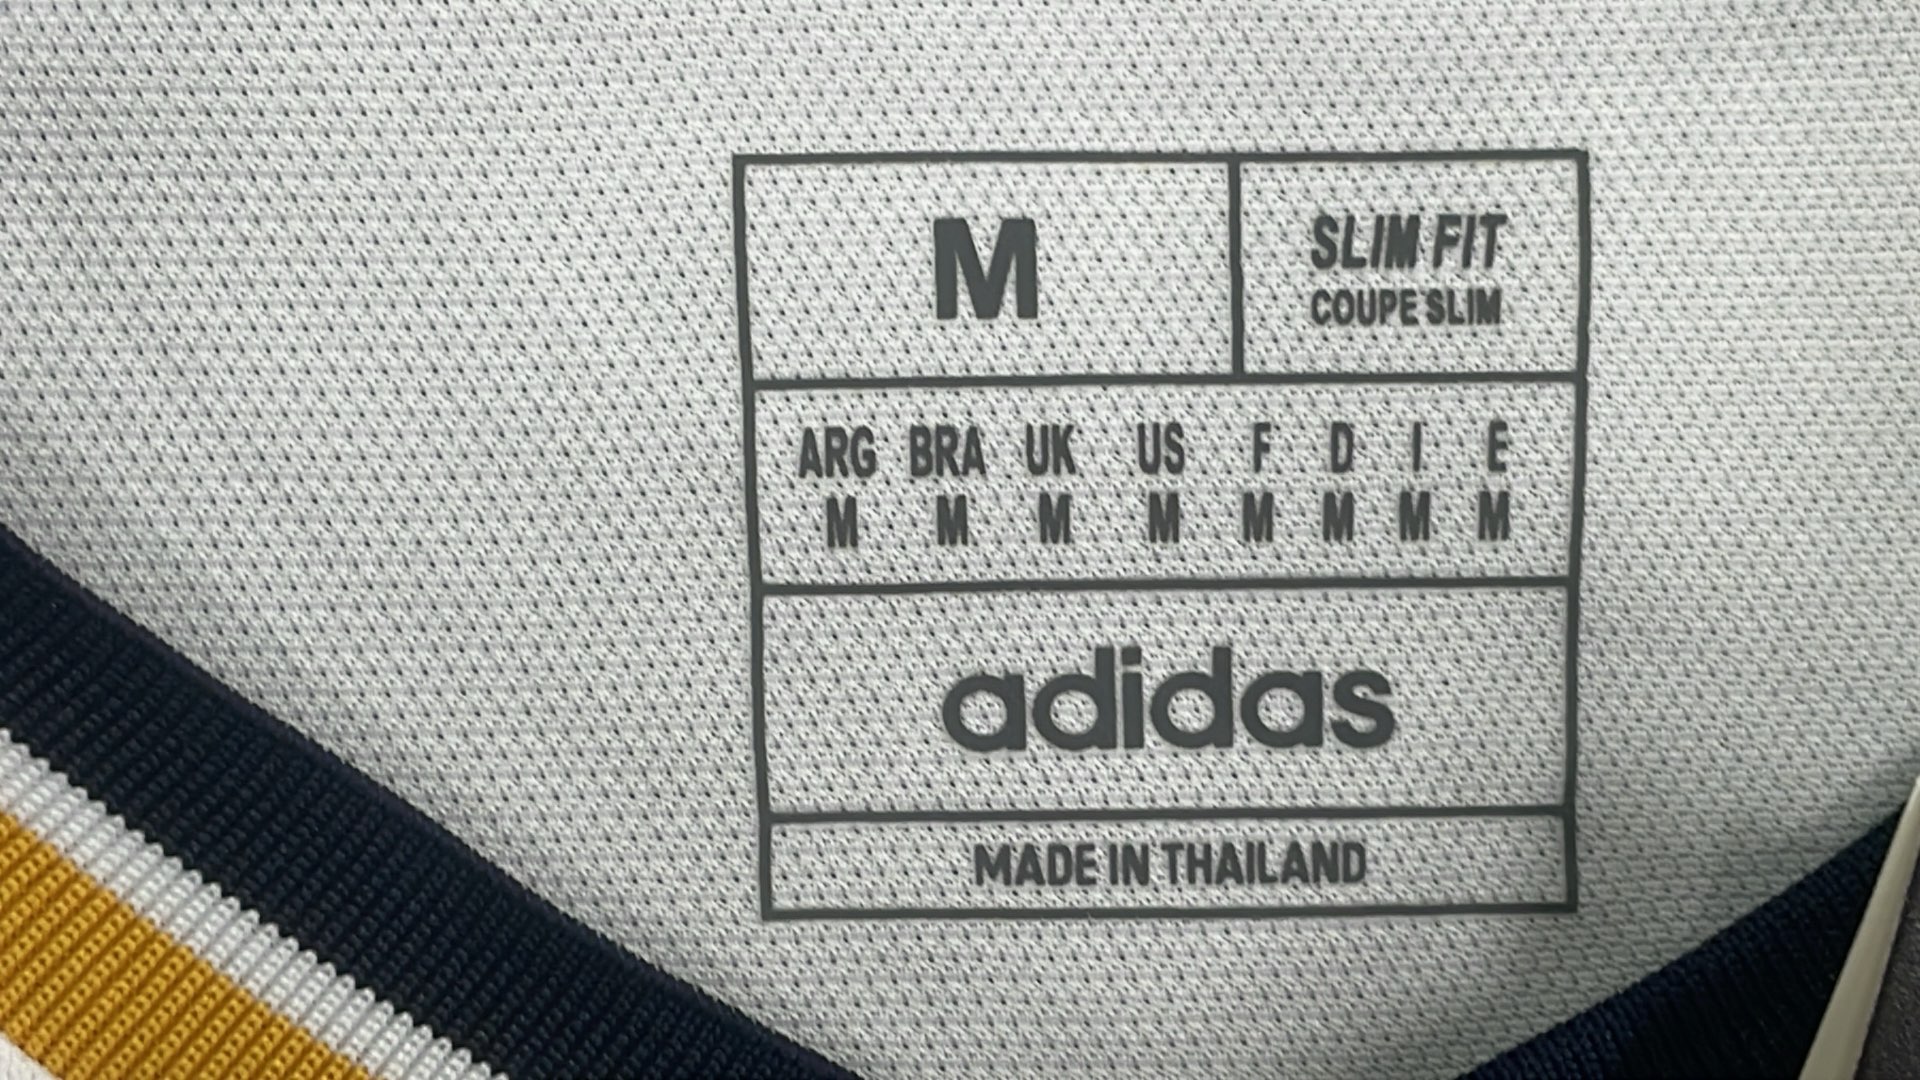 M
SLIM FIT
COUPE SLIM
ARG BRA UK US F D I E
M M M M M M M M
adidas
MADE IN THAILAND